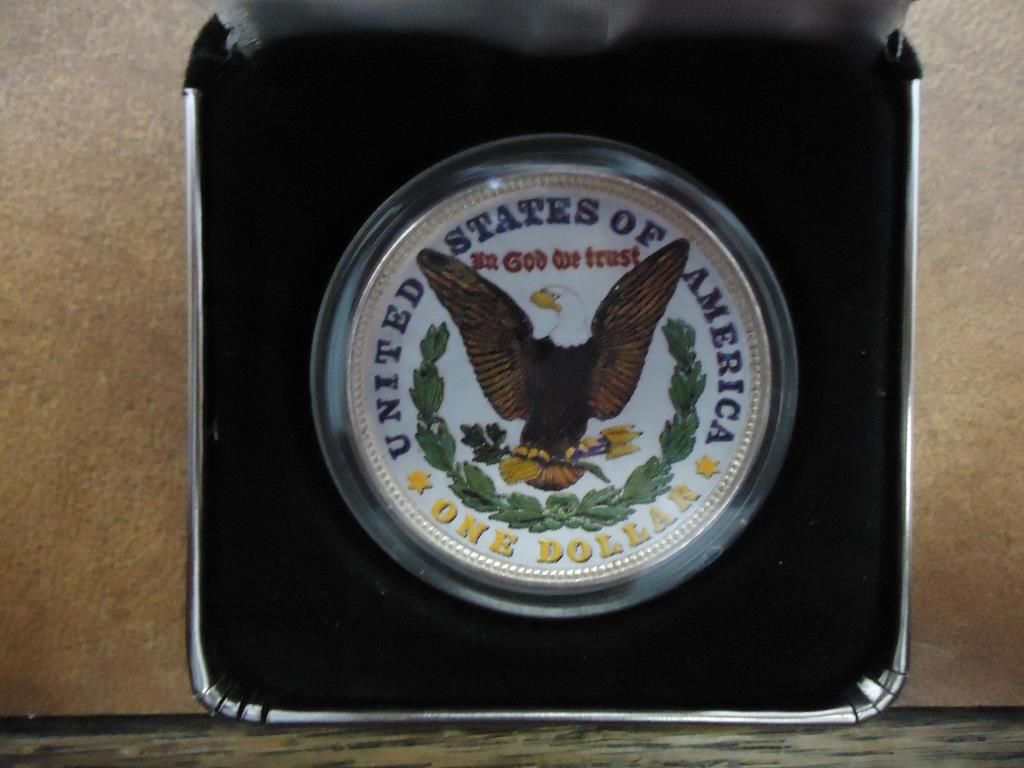 UNITED STATES OF AMERICA
In God we trust
ONE DOLLAR